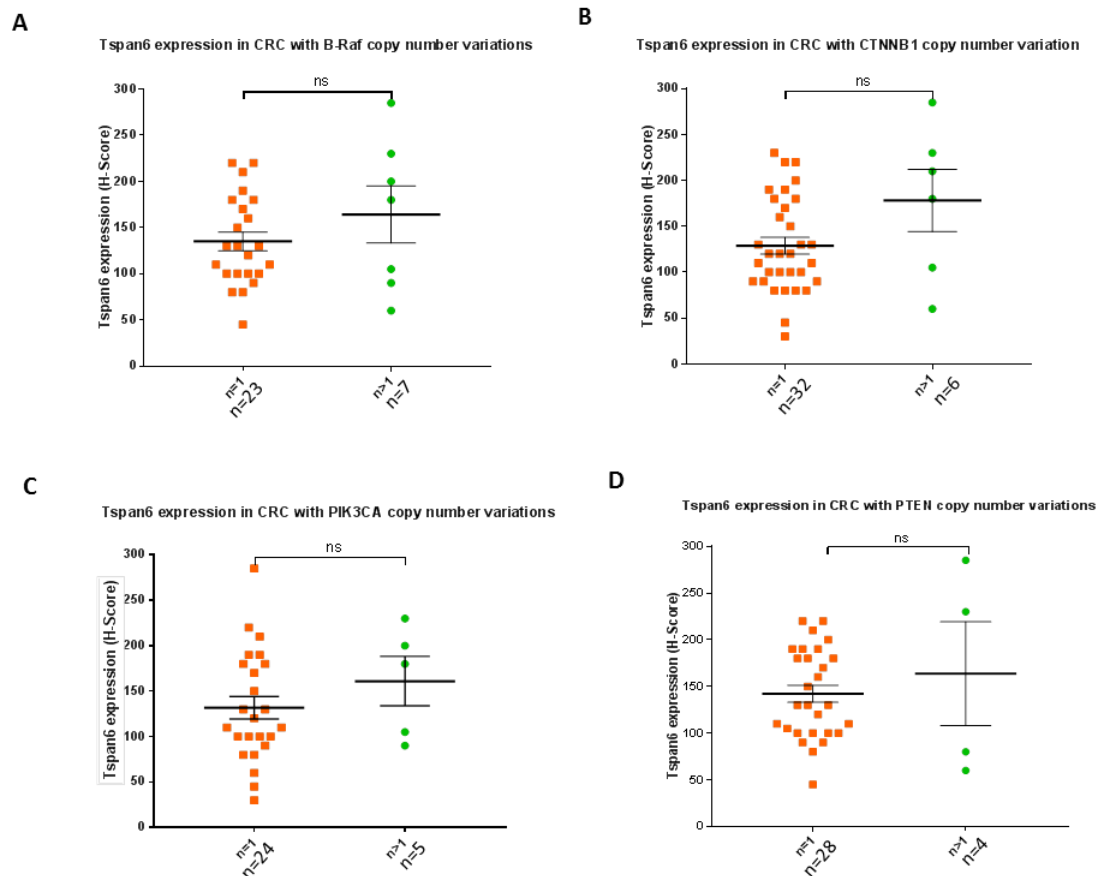 A
Tspan6 expression in CRC with B-Raf copy number variations
ns
Tspan6 expression (H-Score)
300
250
200
150
100
50
0
n=1
n=23
n>1
n=7
B
Tspan6 expression in CRC with CTNNB1 copy number variation
ns
Tspan6 expression (H-Score)
300
250
200
150
100
50
0
n=1
n=32
n>1
n=6
C
Tspan6 expression in CRC with PIK3CA copy number variations
ns
Tspan6 expression (H-Score)
300
250
200
150
100
50
0
n=1
n=24
n>1
n=5
D
Tspan6 expression in CRC with PTEN copy number variations
ns
Tspan6 expression (H-Score)
300
250
200
150
100
50
0
n=1
n=28
n>1
n=4